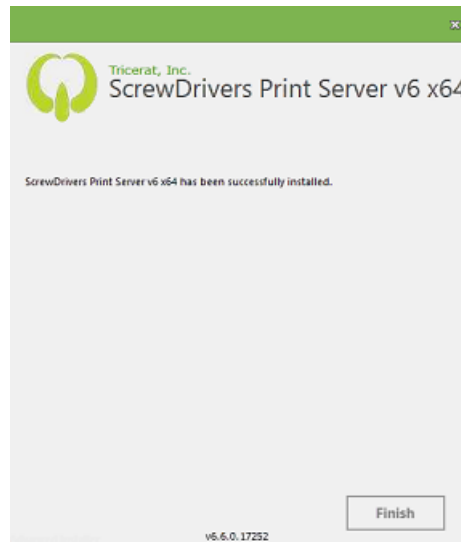 Tricerat, Inc.
ScrewDrivers Print Server v6 x64
ScrewDrivers Print Server v6 x64 has been successfully installed.
Finish
v6.6.0.17252